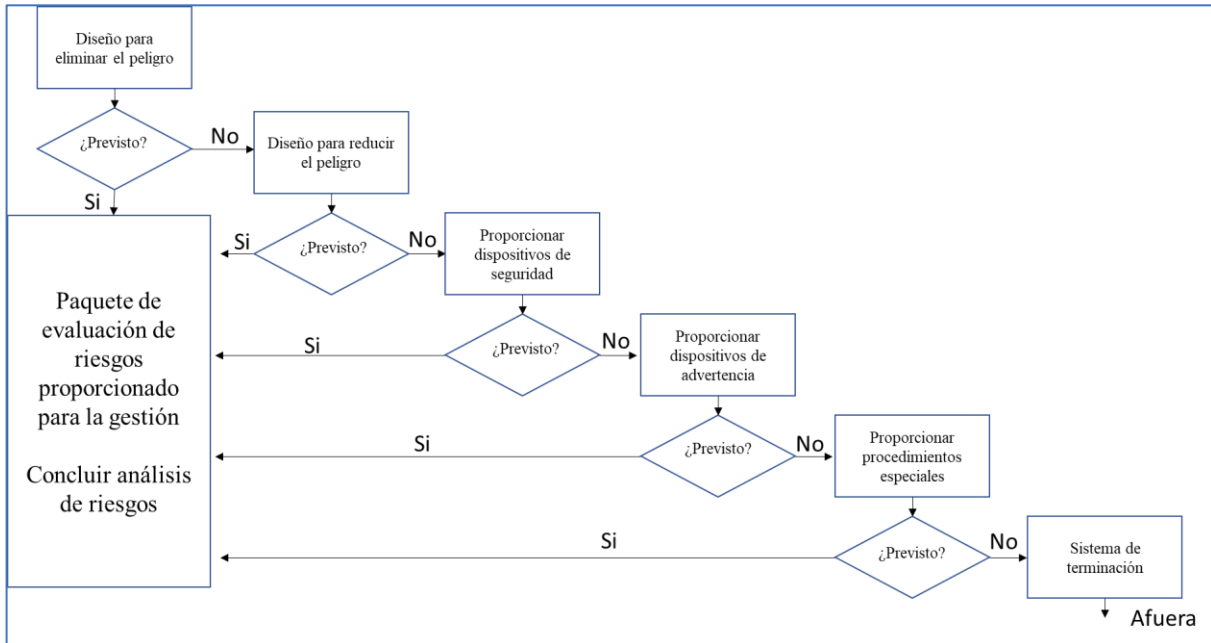 Diseño para
eliminar el peligro
¿Previsto?
No
Si
Diseño para reducir
el peligro
¿Previsto?
Si
No
Proporcionar
dispositivos de
seguridad
¿Previsto?
Si
No
Proporcionar
dispositivos de
advertencia
¿Previsto?
Si
No
Proporcionar
procedimientos
especiales
¿Previsto?
Si
No
Sistema de
terminación
Afuera
Paquete de
evaluación de
riesgos
proporcionado
para la gestión
Concluir análisis
de riesgos